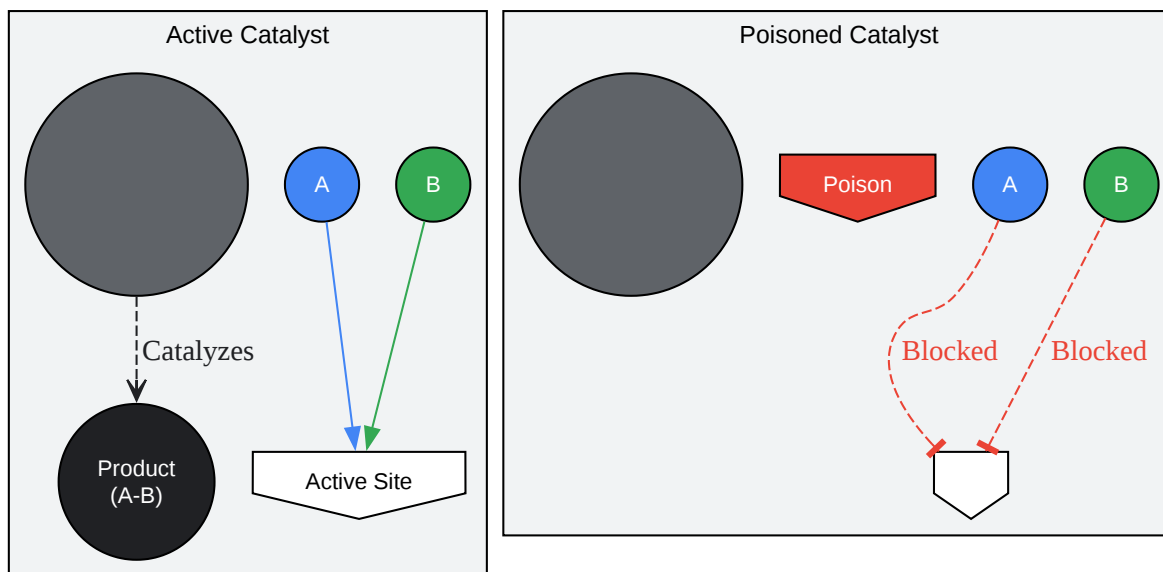 Active Catalyst
A
B
Catalyzes
Product
(A-B)
Active Site
Poisoned Catalyst
Poison
A
B
Blocked
Blocked